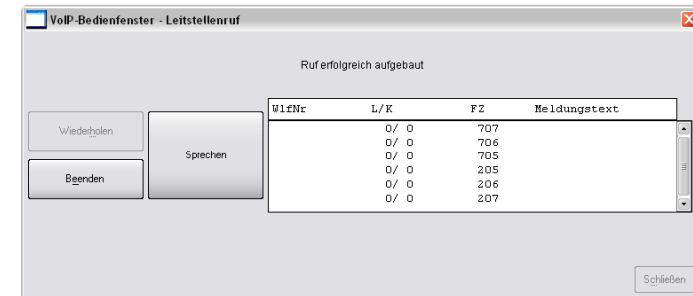 VoIP-Bedienfenster - Leitstellenruf
Ruf erfolgreich aufgebaut
WlfNr L/K FZ Meldungstext
0/ 0 707
0/ 0 706
0/ 0 705
0/ 0 205
0/ 0 206
0/ 0 207
Wiederholen
Sprechen
Beenden
Schließen